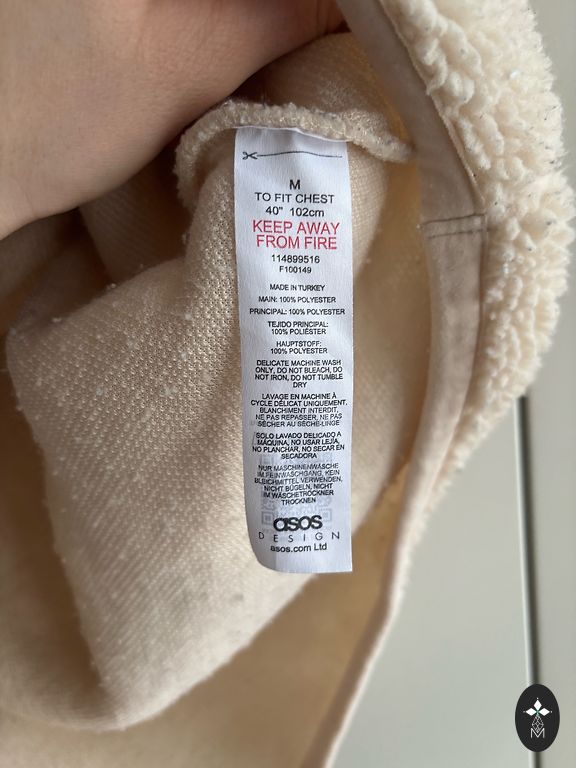 M
TO FIT CHEST
40" 102cm
KEEP AWAY
FROM FIRE
114899516
F100149
MADE IN TURKEY
MAIN: 100% POLYESTER
PRINCIPAL: 100% POLYESTER
TEJIDO PRINCIPAL:
100% POLIÉSTER
HAUPTSTOFF:
100% POLYESTER
DELICATE MACHINE WASH
ONLY, DO NOT BLEACH, DO
NOT IRON, DO NOT TUMBLE
DRY
LAVAGE EN MACHINE À
CYCLE DÉLICAT UNIQUEMENT,
BLANCHIMENT INTERDIT,
NE PAS REPASSER, NE PAS
SÉCHER AU SÈCHE-LINGE
SOLO LAVADO DELICADO A
MÁQUINA, NO USAR LEJÍA,
NO PLANCHAR, NO SECAR EN
SECADORA
NUR MASCHINENWÄSCHE
IM FEINWASCHGANG, KEIN
BLEICHMITTEL VERWENDEN,
NICHT BÜGELN, NICHT
IM WÄSCHETROCKNER
TROCKNEN
asos
DESIGN
asos.com Ltd
M